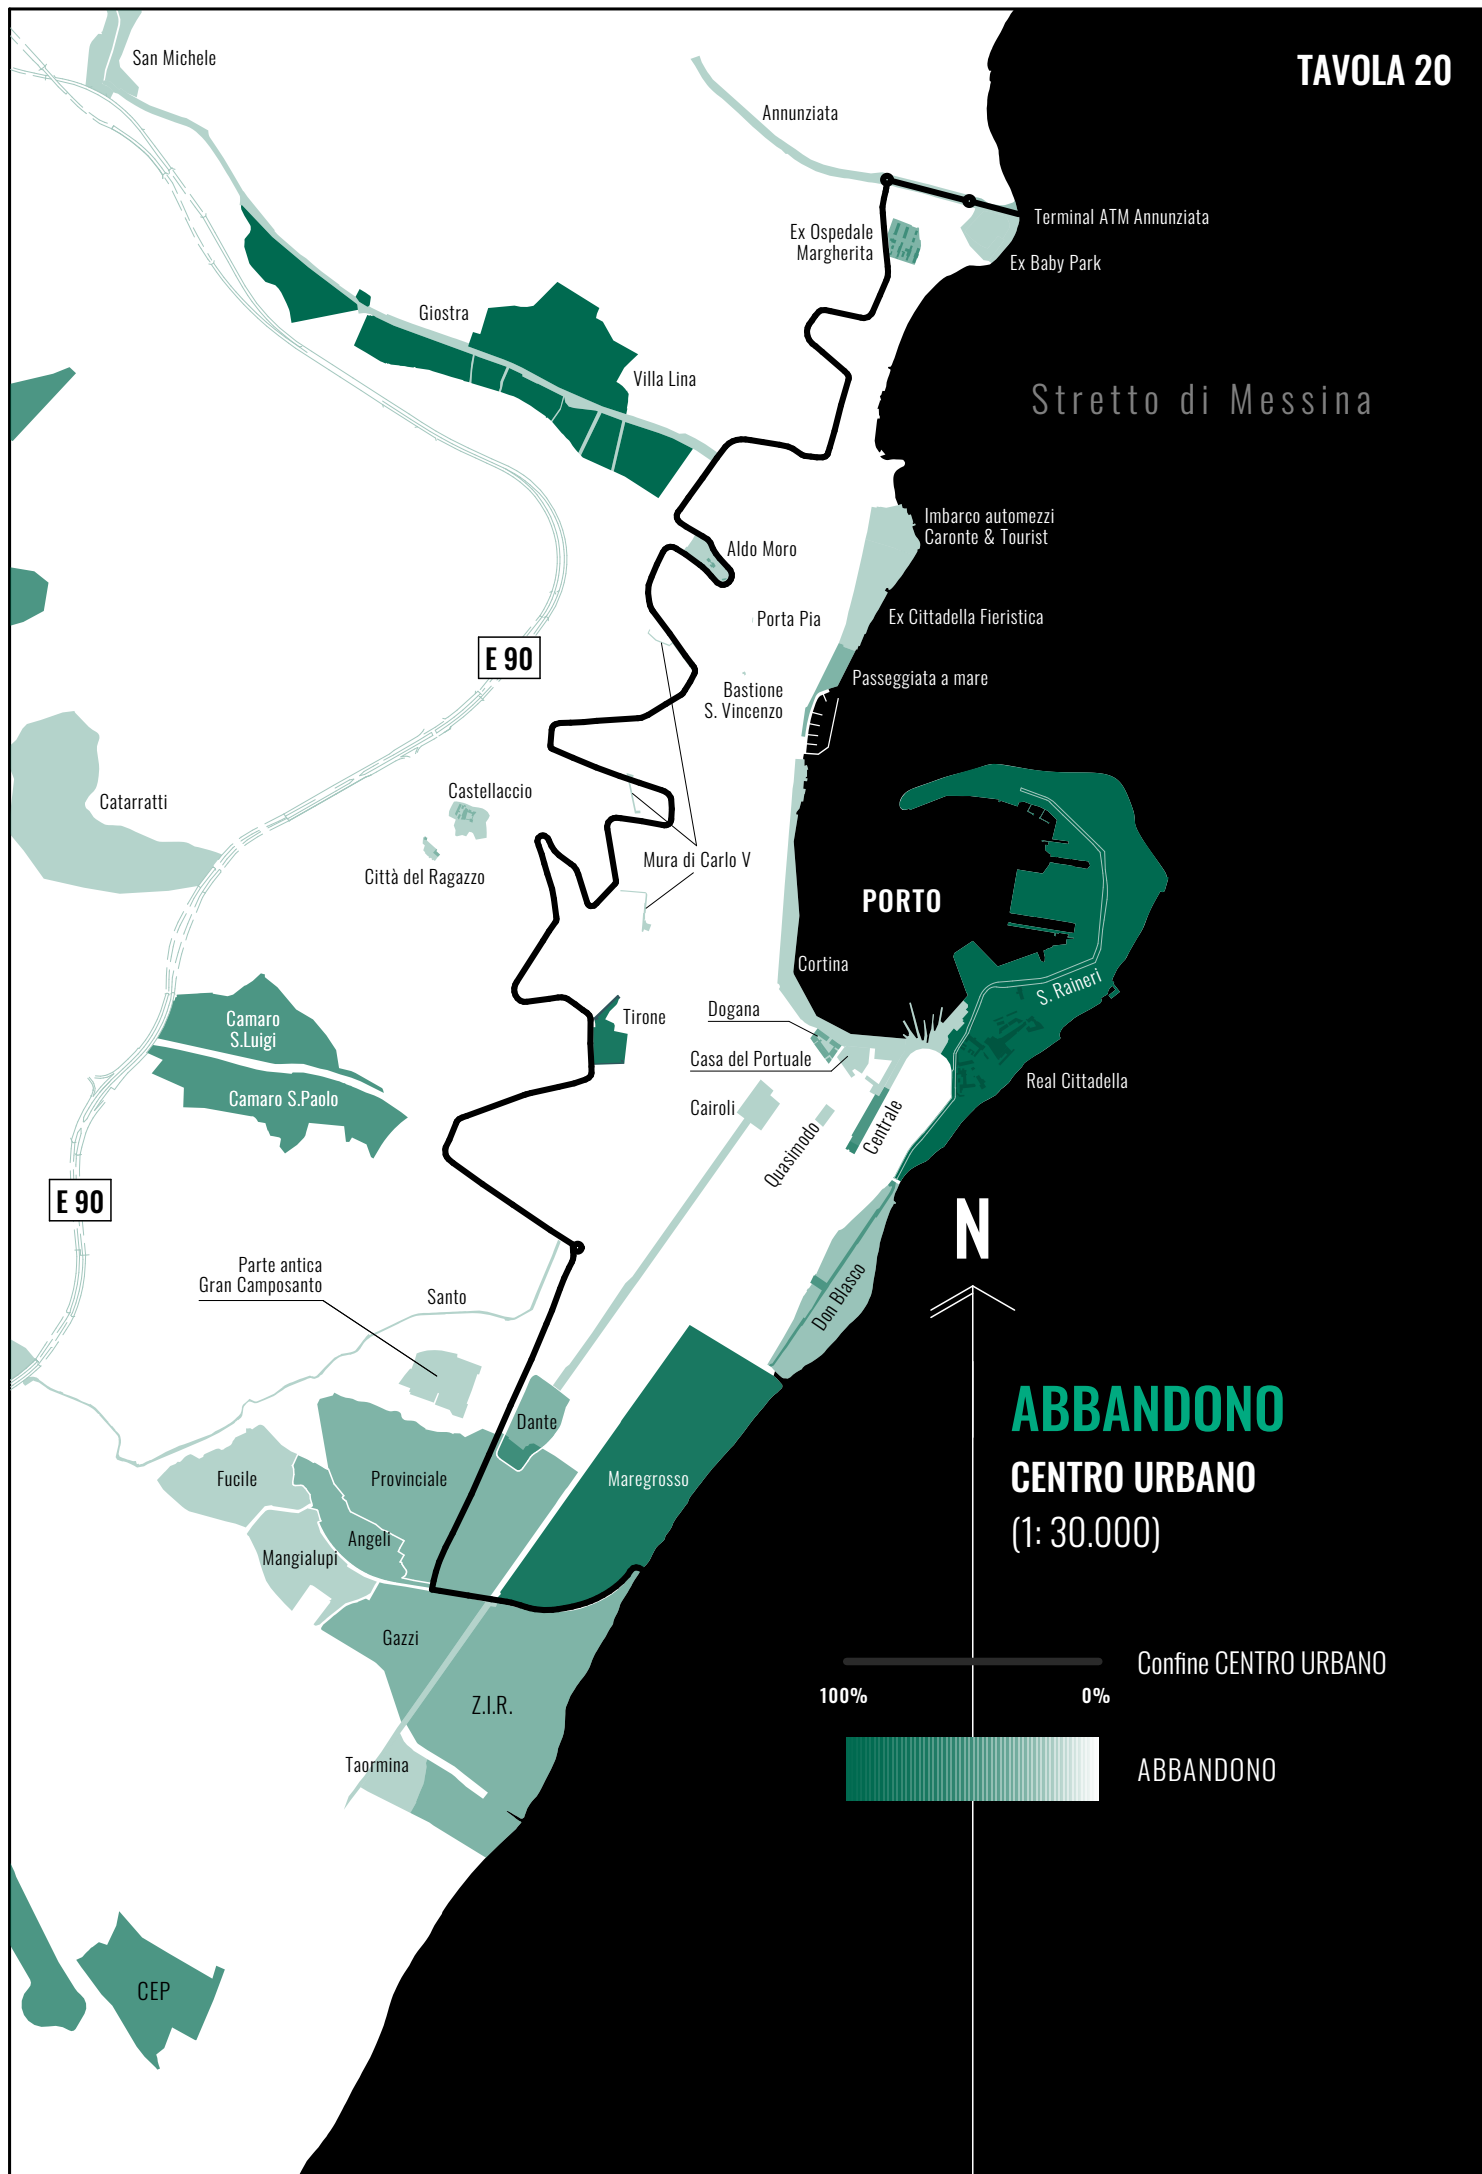 TAVOLA 20
San Michele
Annunziata
Terminal ATM Annunziata
Ex Ospedale
Margherita
Ex Baby Park
Giostra
Villa Lina
Stretto di Messina
Imbarco automezzi
Caronte & Tourist
Aldo Moro
Porta Pia
Ex Cittadella Fieristica
E 90
Passeggiata a mare
Bastione
S. Vincenzo
Castellaccio
Catarratti
Mura di Carlo V
Città del Ragazzo
PORTO
Cortina
S. Raineri
Dogana
Tirone
Camaro
S.Luigi
Casa del Portuale
Real Cittadella
Camaro S.Paolo
Cairoli
Quasimodo
Centrale
E 90
N
Parte antica
Gran Camposanto
Santo
Don Blasco
ABBANDONO
CENTRO URBANO
(1: 30.000)
Dante
Fucile
Provinciale
Maregrosso
Angeli
Mangialupi
Gazzi
Z.I.R.
Confine CENTRO URBANO
100%
0%
Taormina
ABBANDONO
CEP